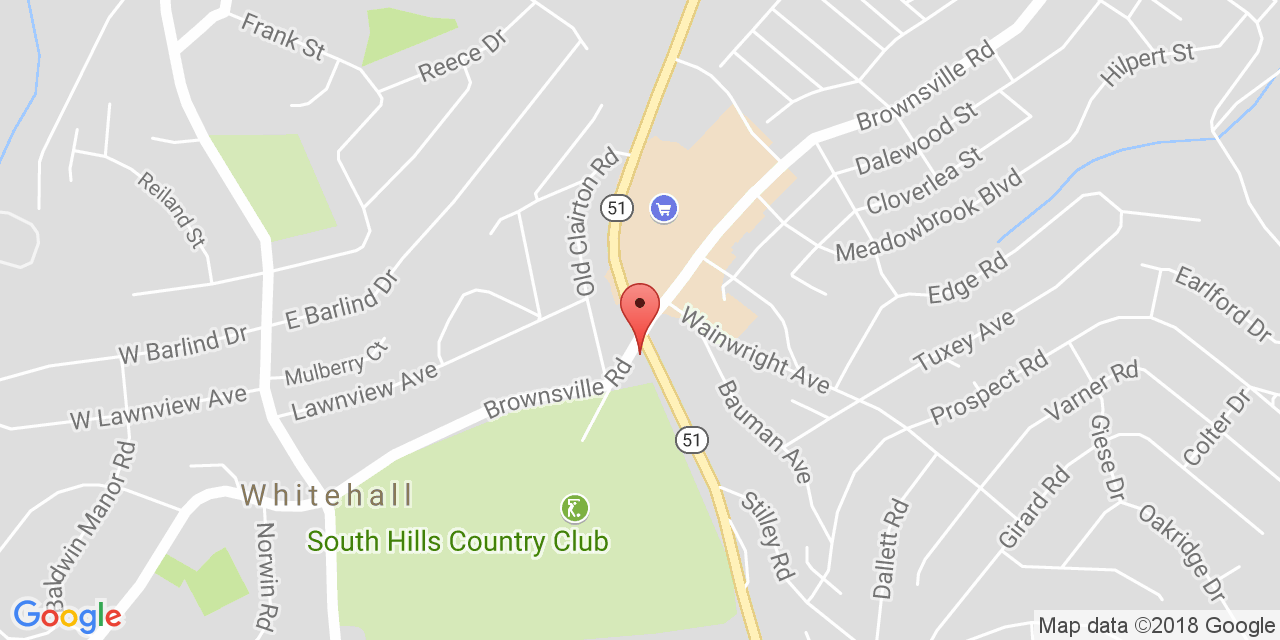 Frank St
Reece Dr
Brownsville Rd
Hilpert St
Dalewood St
Cloverlea St
Meadowbrook Blvd
Old Clairton Rd
51
Reiland St
Edge Rd
Earlford Dr
E Barlind Dr
W Barlind Dr
Mulberry Ct
Wainwright Ave
Tuxey Ave
Prospect Rd
Varner Rd
W Lawnview Ave
Lawnview Ave
Brownsville Rd
Bauman Ave
Colter Dr
Giese Dr
51
Baldwin Manor Rd
Whitehall
South Hills Country Club
Norwin Rd
Stilley Rd
Dallett Rd
Girard Rd
Oakridge Dr
Google
Map data ©2018 Google